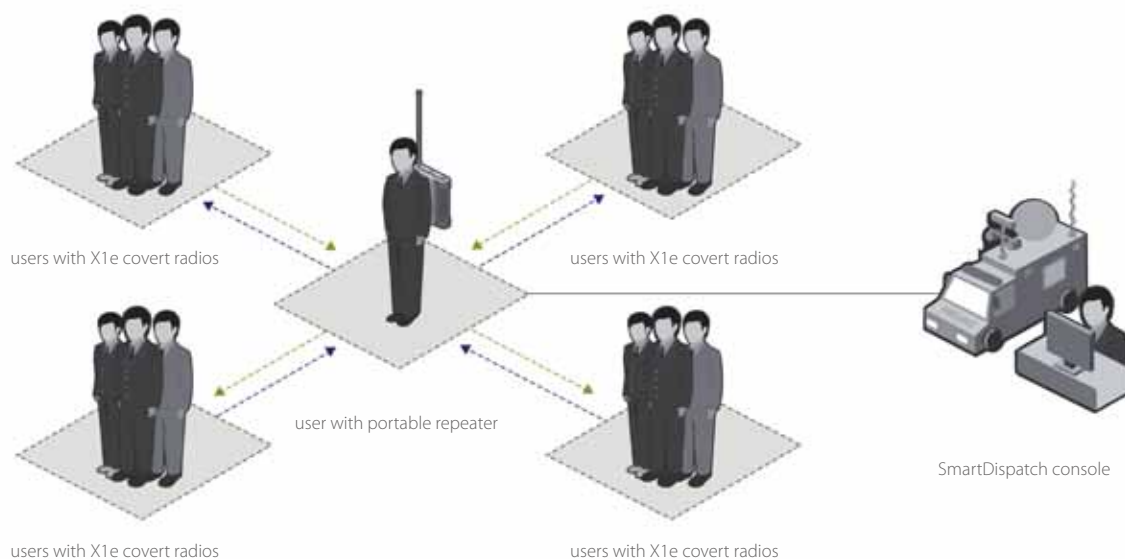 users with X1e covert radios
users with X1e covert radios
user with portable repeater
SmartDispatch console
users with X1e covert radios
users with X1e covert radios